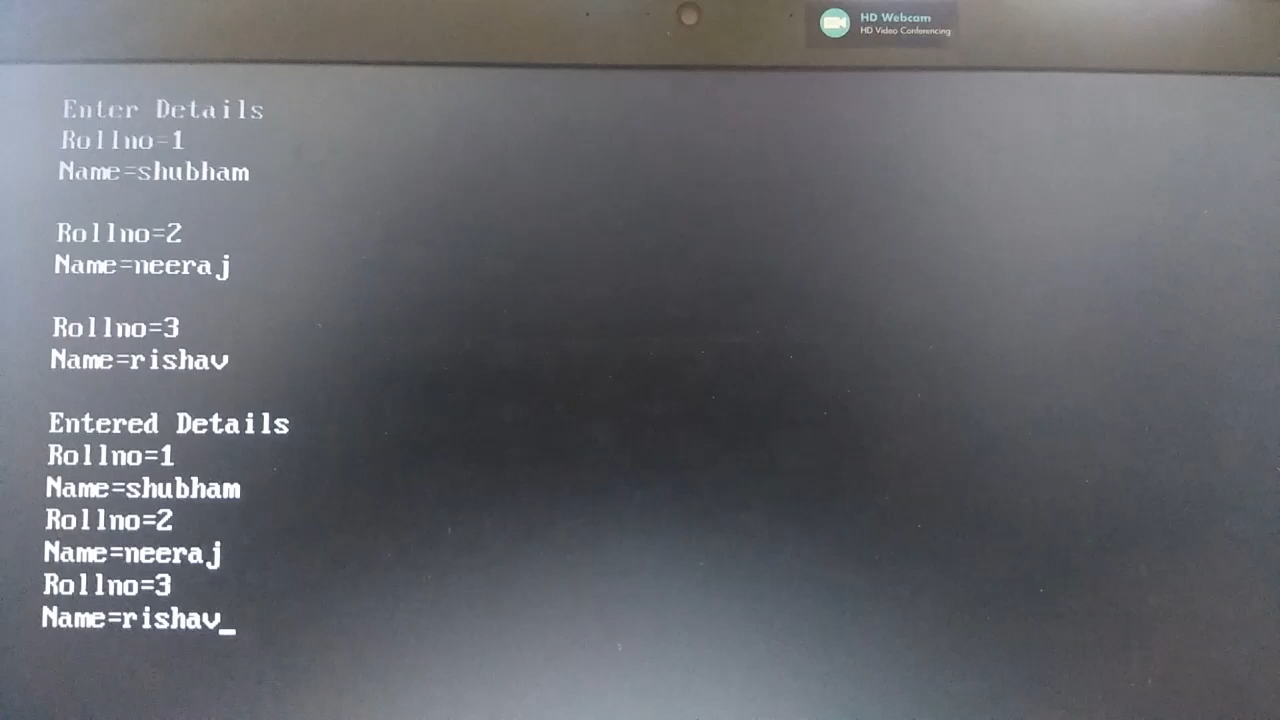 HD Webcam
HD Video Conferencing
Enter Details
Rollno=1
Name=shubham
Rollno=2
Name=neeraj
Rollno=3
Name=rishav
Entered Details
Rollno=1
Name=shubham
Rollno=2
Name=neeraj
Rollno=3
Name=rishav_